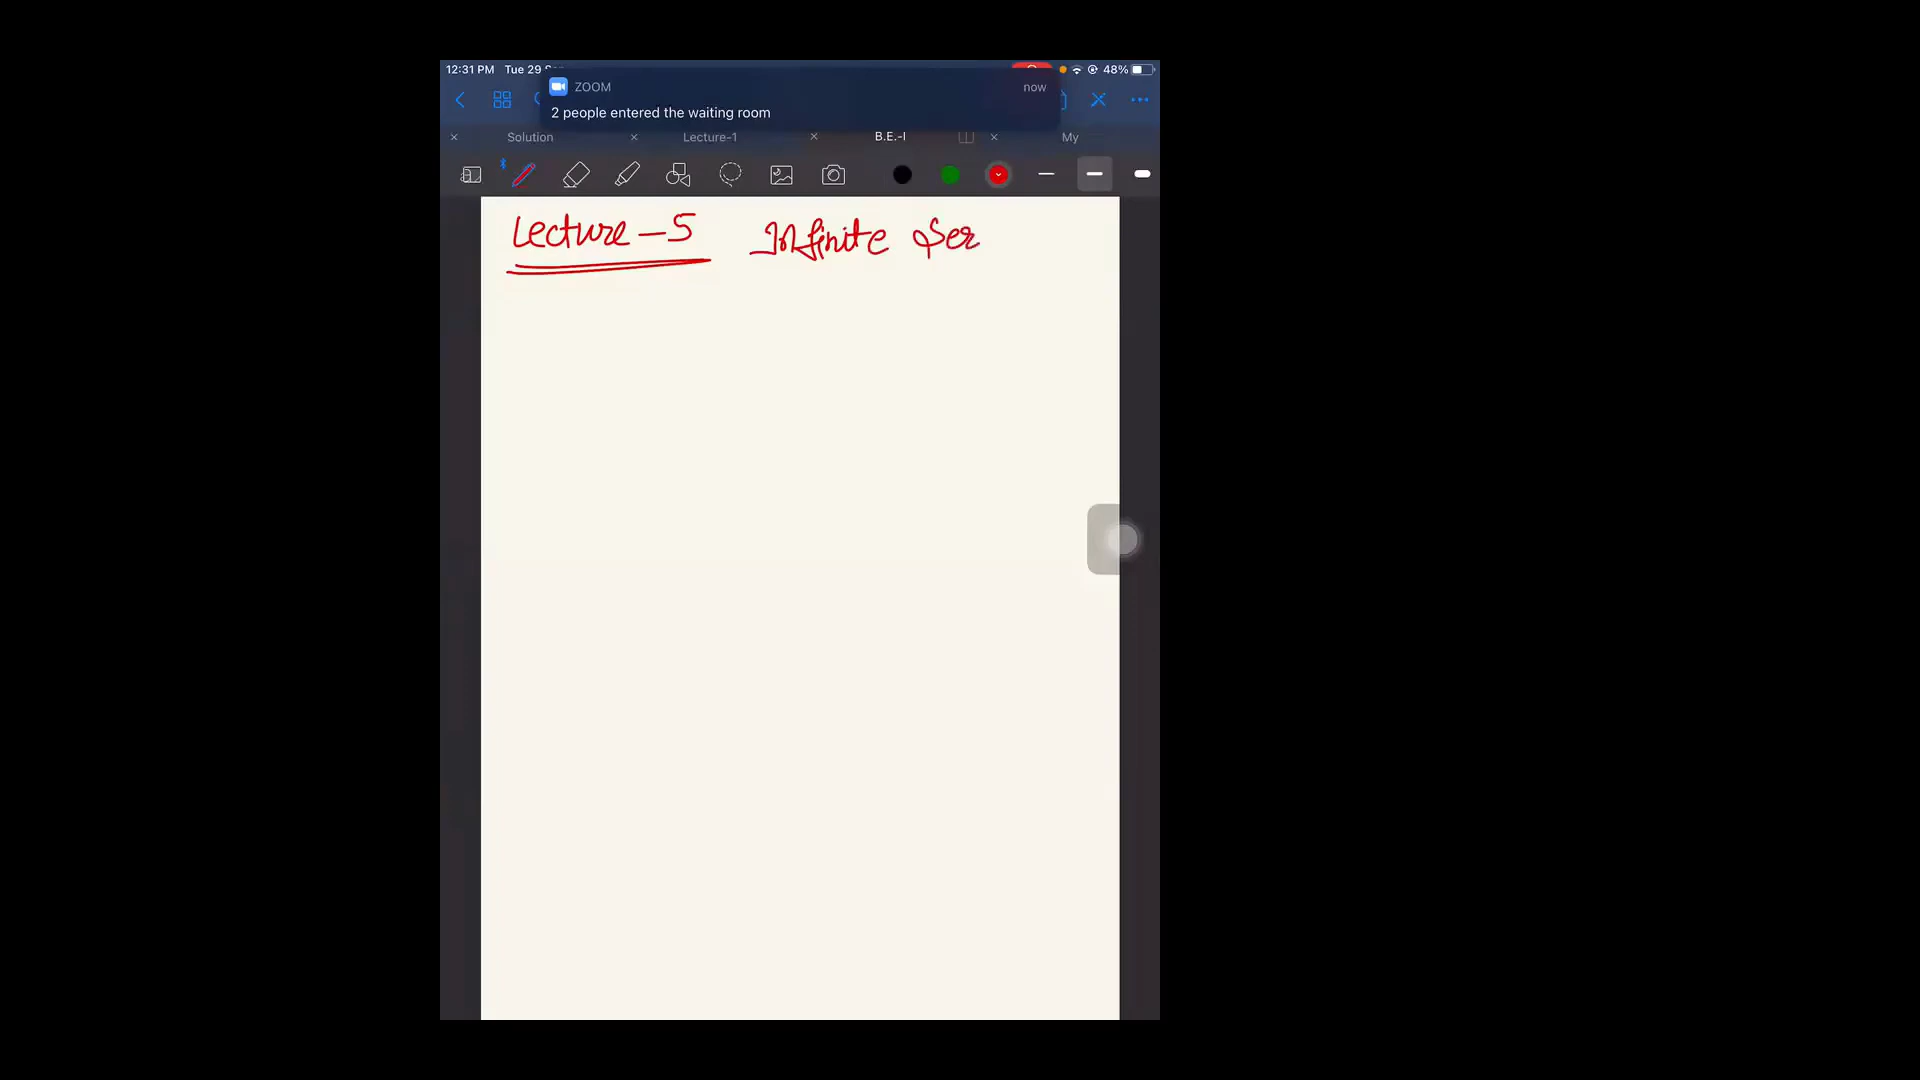 12:31 PM Tue 29 48%
ZOOM now
2 people entered the waiting room
Solution Lecture-1 B.E.-I My
Lecture-5 Infinite Ser